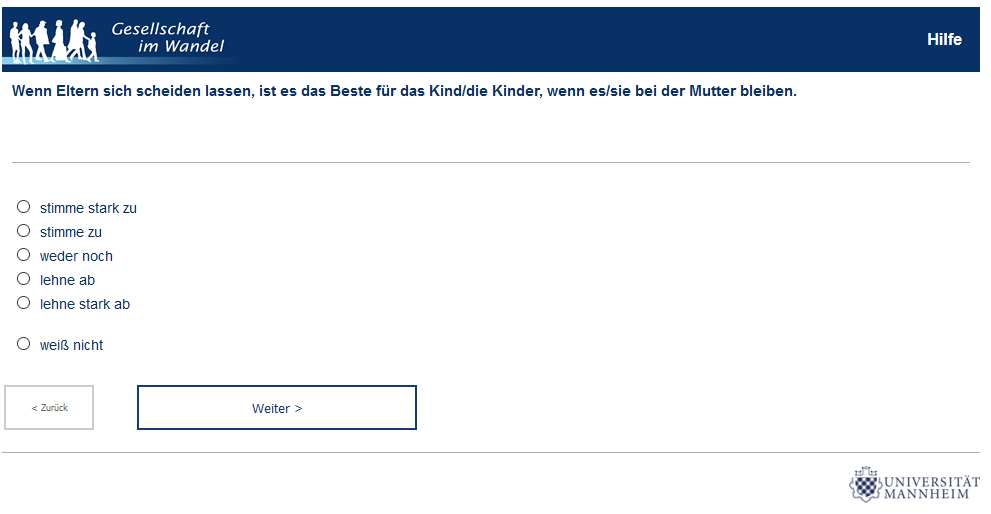 Gesellschaft
im Wandel
Hilfe
Wenn Eltern sich scheiden lassen, ist es das Beste für das Kind/die Kinder, wenn es/sie bei der Mutter bleiben.
stimme stark zu
stimme zu
weder noch
lehne ab
lehne stark ab
weiß nicht
< Zurück
Weiter >
UNIVERSITÄT
MANNHEIM